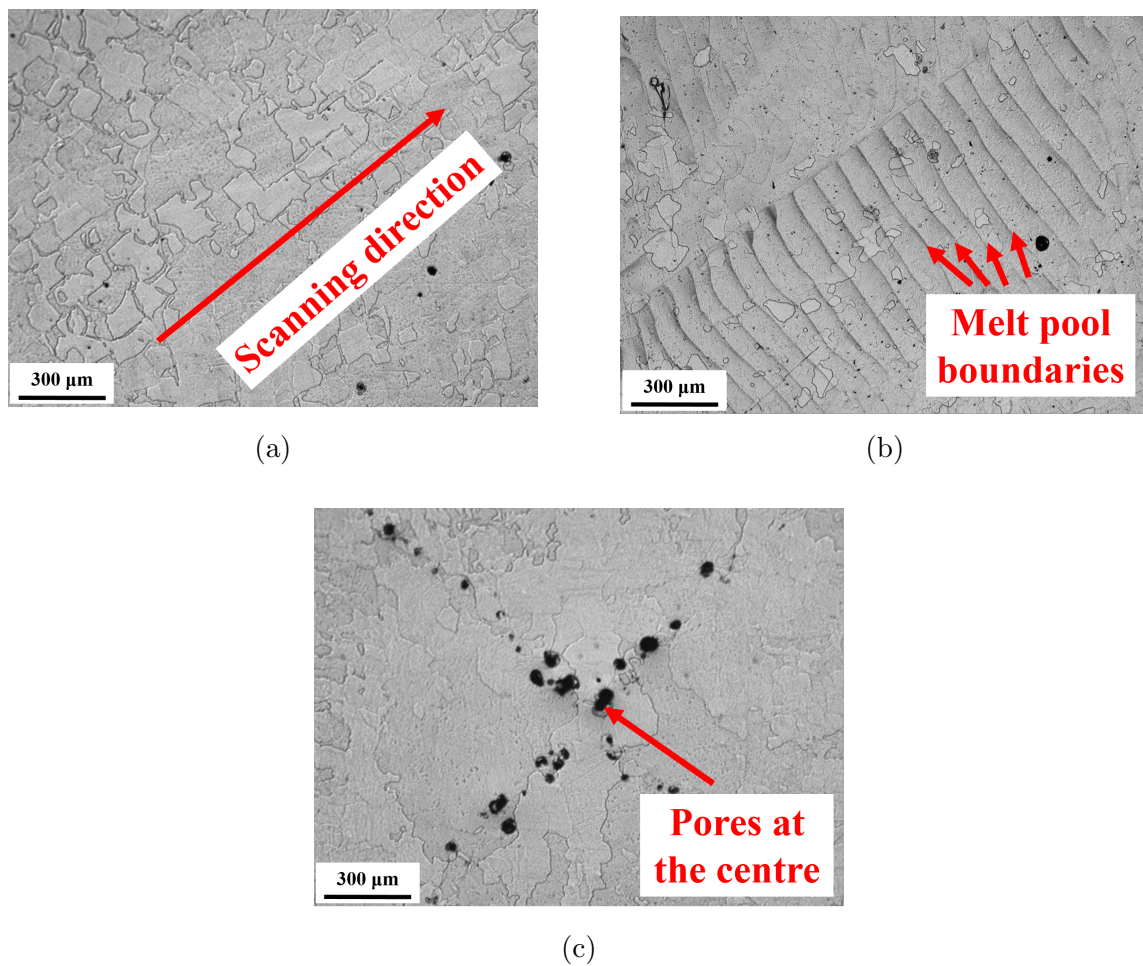 Scanning direction
300 µm
(a)
Melt pool
boundaries
300 µm
(b)
Pores at
the centre
300 µm
(c)